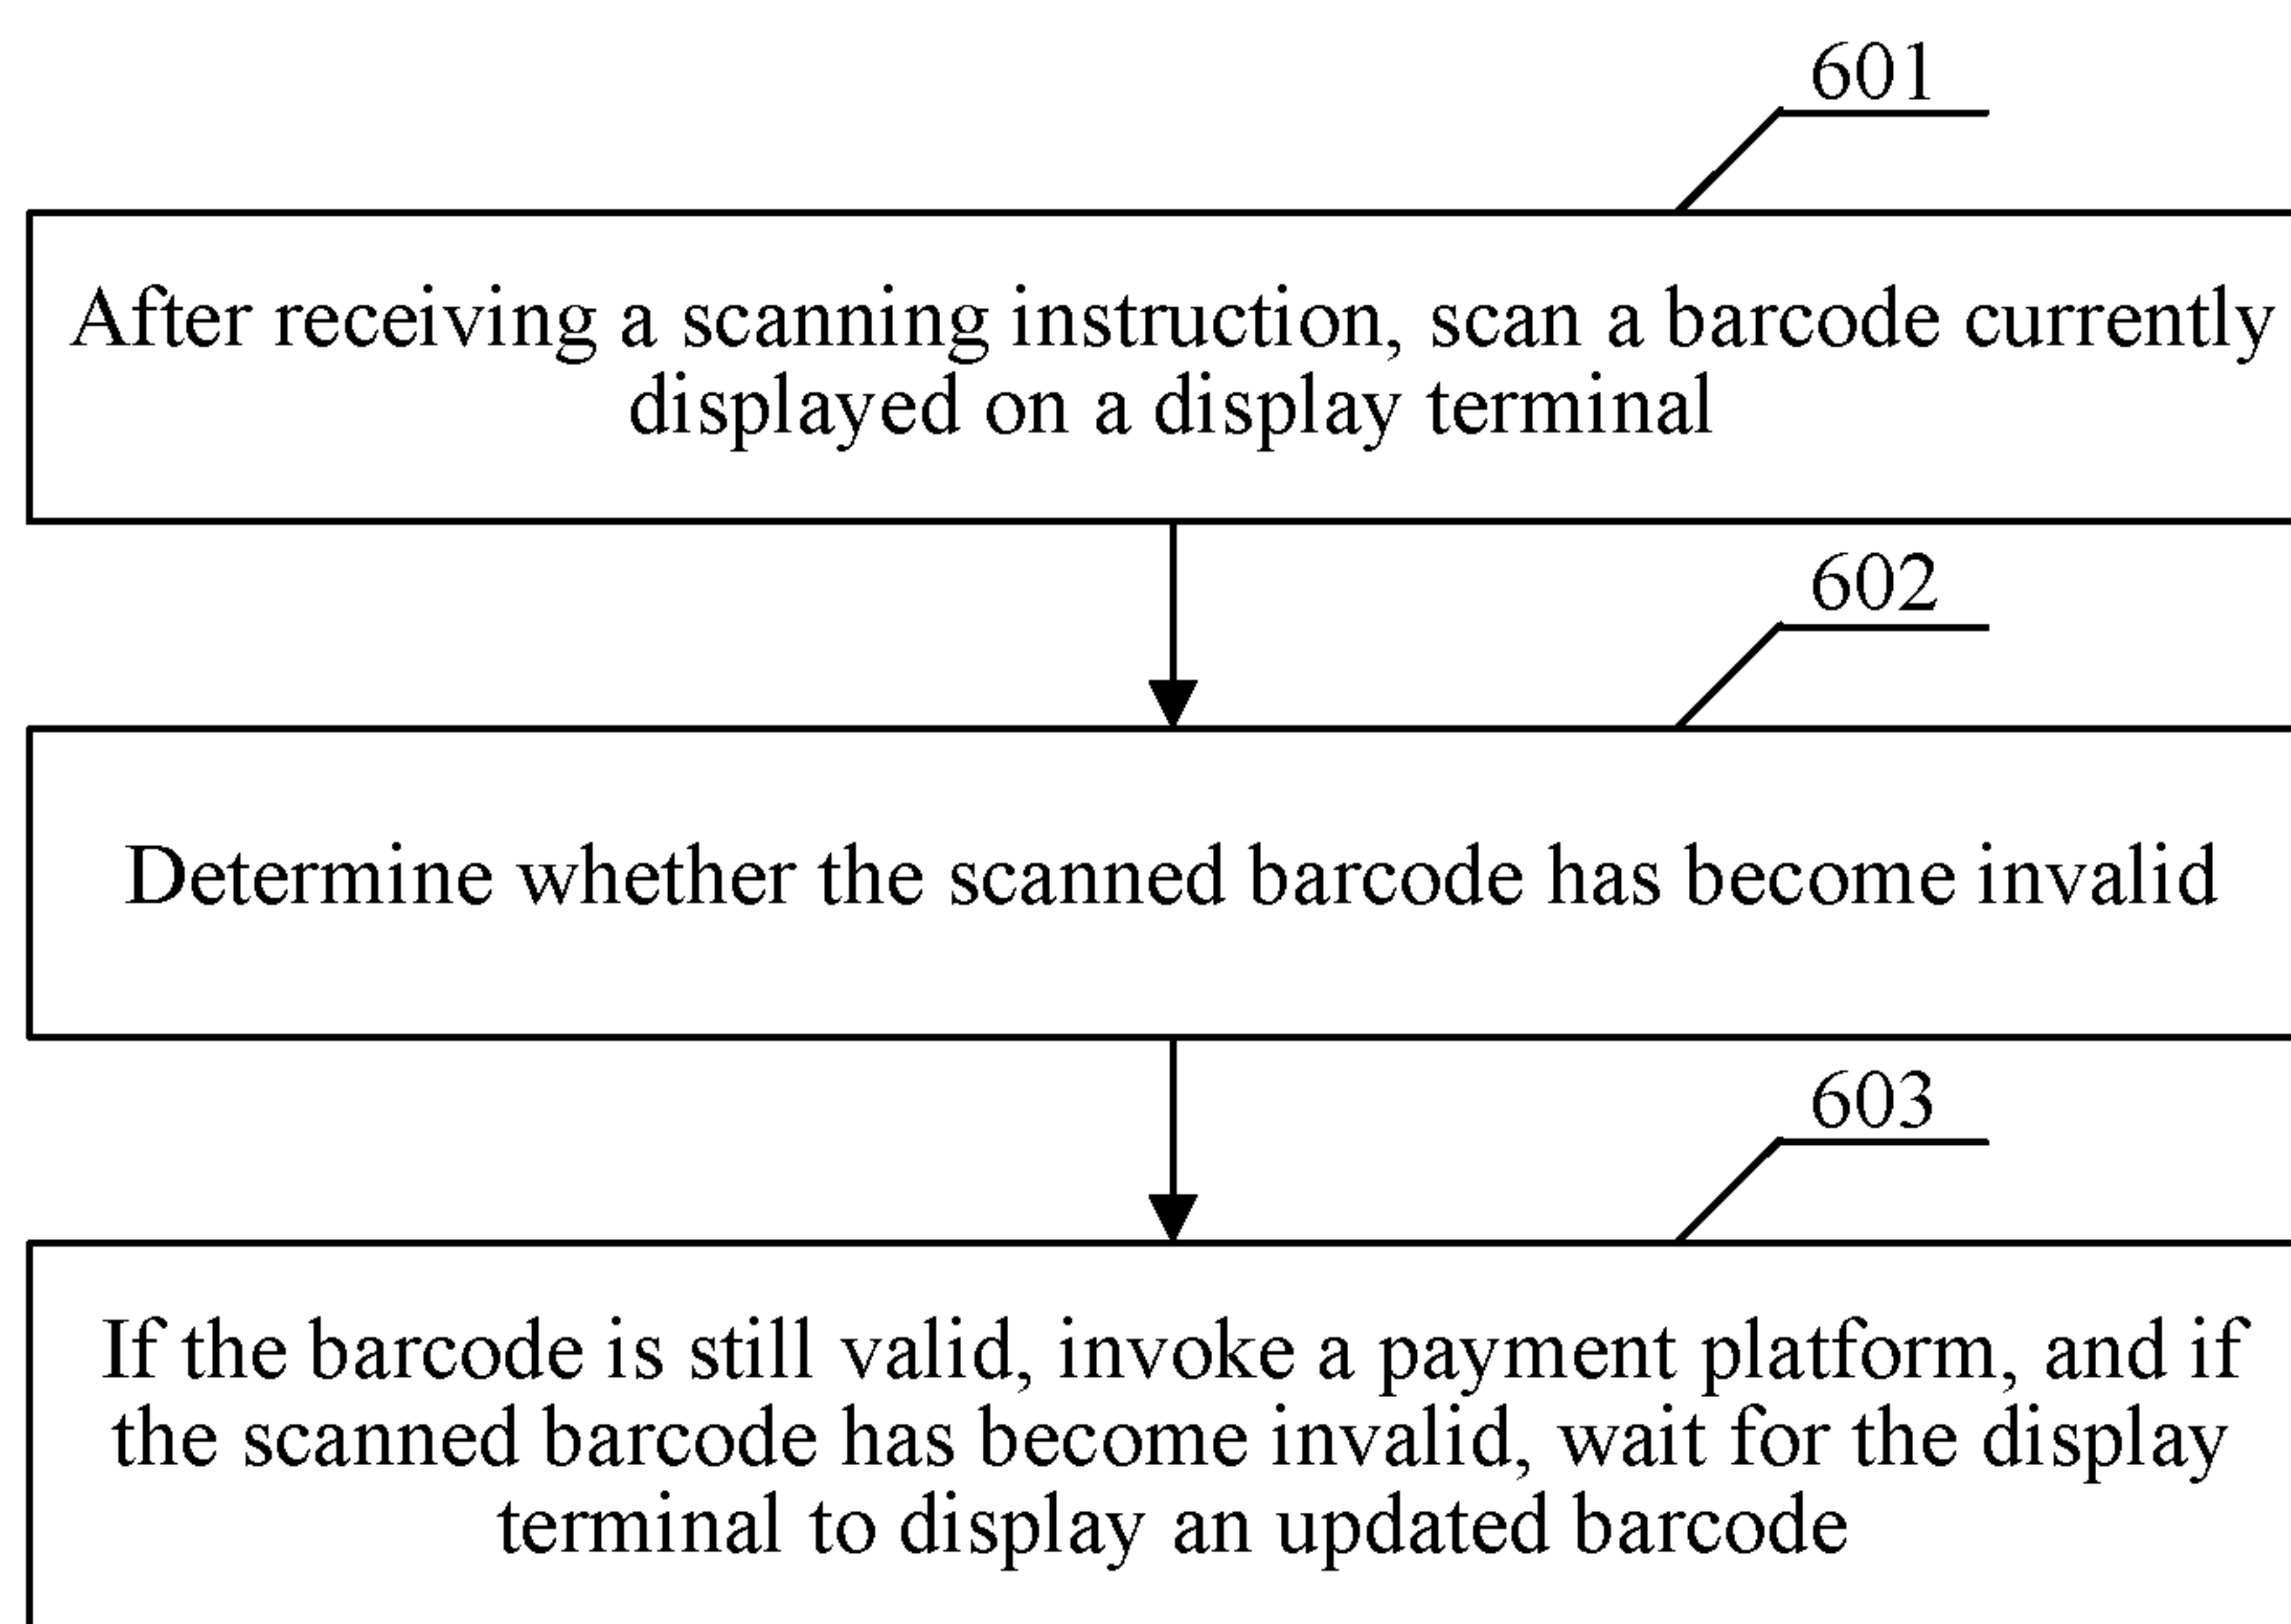 601
After receiving a scanning instruction, scan a barcode currently
displayed on a display terminal
602
Determine whether the scanned barcode has become invalid
603
If the barcode is still valid, invoke a payment platform, and if
the scanned barcode has become invalid, wait for the display
terminal to display an updated barcode